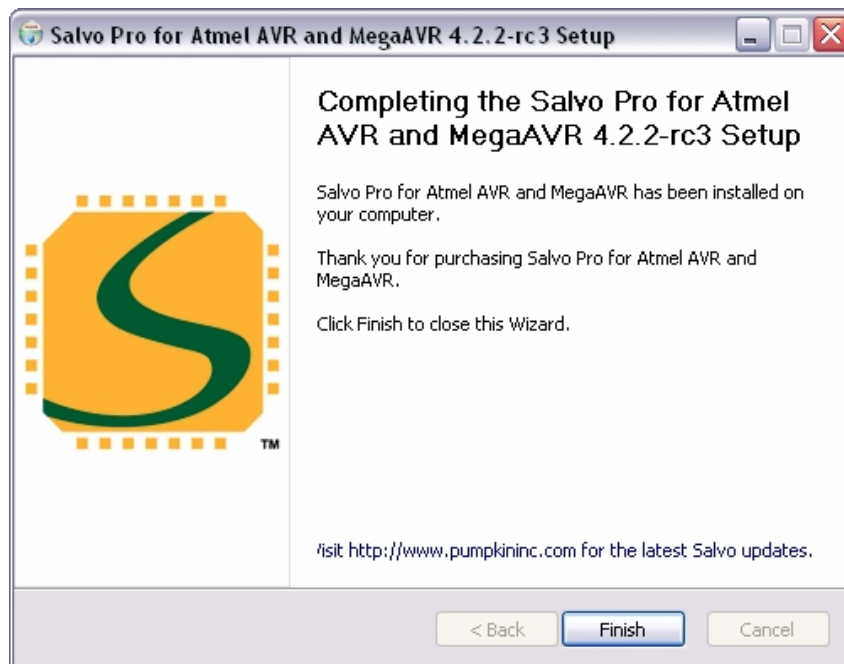 Salvo Pro for Atmel AVR and MegaAVR 4.2.2-rc3 Setup
Completing the Salvo Pro for Atmel
AVR and MegaAVR 4.2.2-rc3 Setup
Salvo Pro for Atmel AVR and MegaAVR has been installed on
your computer.
Thank you for purchasing Salvo Pro for Atmel AVR and
MegaAVR.
Click Finish to close this Wizard.
TM
/isit http://www.pumpkininc.com for the latest Salvo updates.
< Back
Finish
Cancel